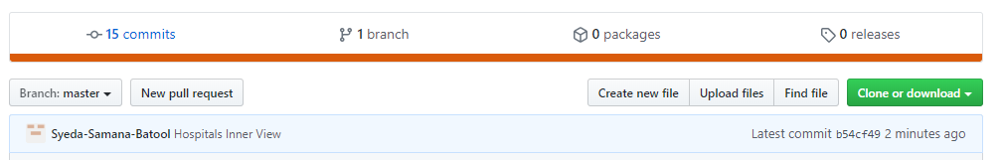 15 commits 1 branch 0 packages 0 releases
Branch: master New pull request Create new file Upload files Find file Clone or download
Syeda-Samana-Batool Hospitals Inner View Latest commit b54cf49 2 minutes ago